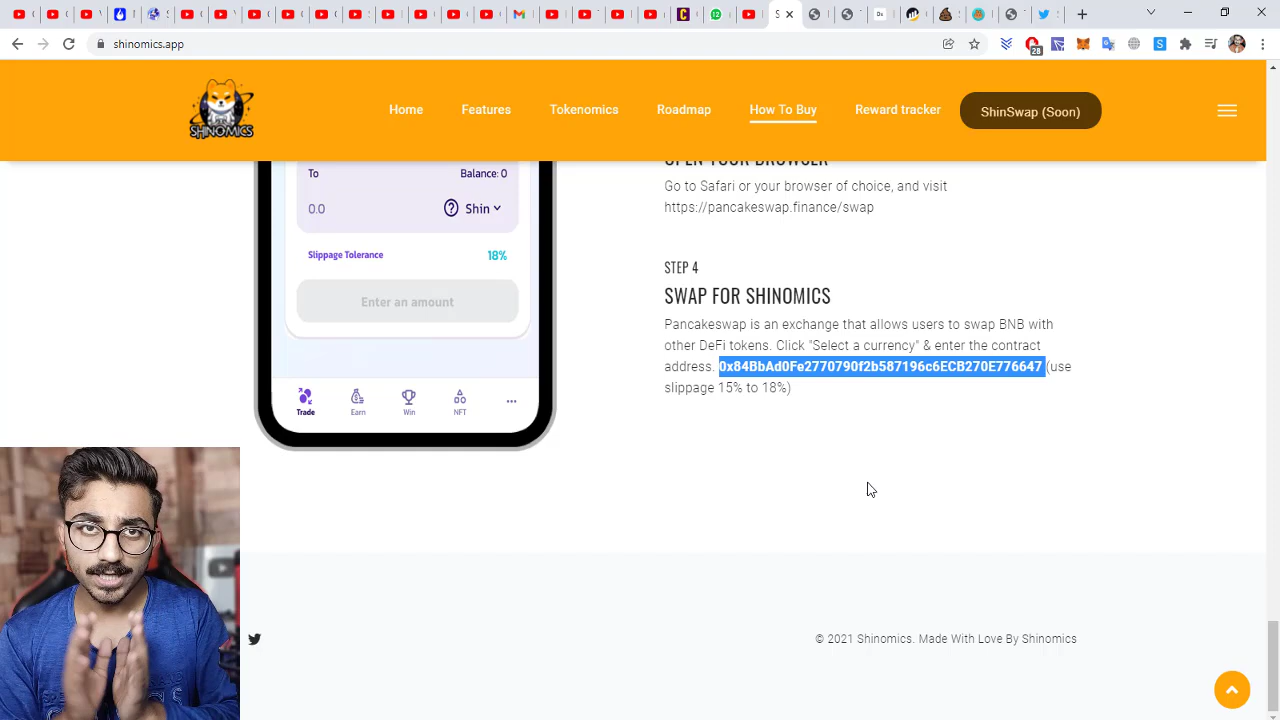 shinomics.app
28
SHINOMICS
Home
Features
Tokenomics
Roadmap
How To Buy
Reward tracker
ShinSwap (Soon)
To
Balance: 0
0.0
Shin
Slippage Tolerance
18%
Enter an amount
Trade
Earn
Win
NFT
OPEN YOUR BROWSER
Go to Safari or your browser of choice, and visit
https://pancakeswap.finance/swap
STEP 4
SWAP FOR SHINOMICS
Pancakeswap is an exchange that allows users to swap BNB with
other DeFi tokens. Click "Select a currency" & enter the contract
address. 0x84BbAd0Fe2770790f2b587196c6ECB270E776647 (use
slippage 15% to 18%)
© 2021 Shinomics. Made With Love By Shinomics